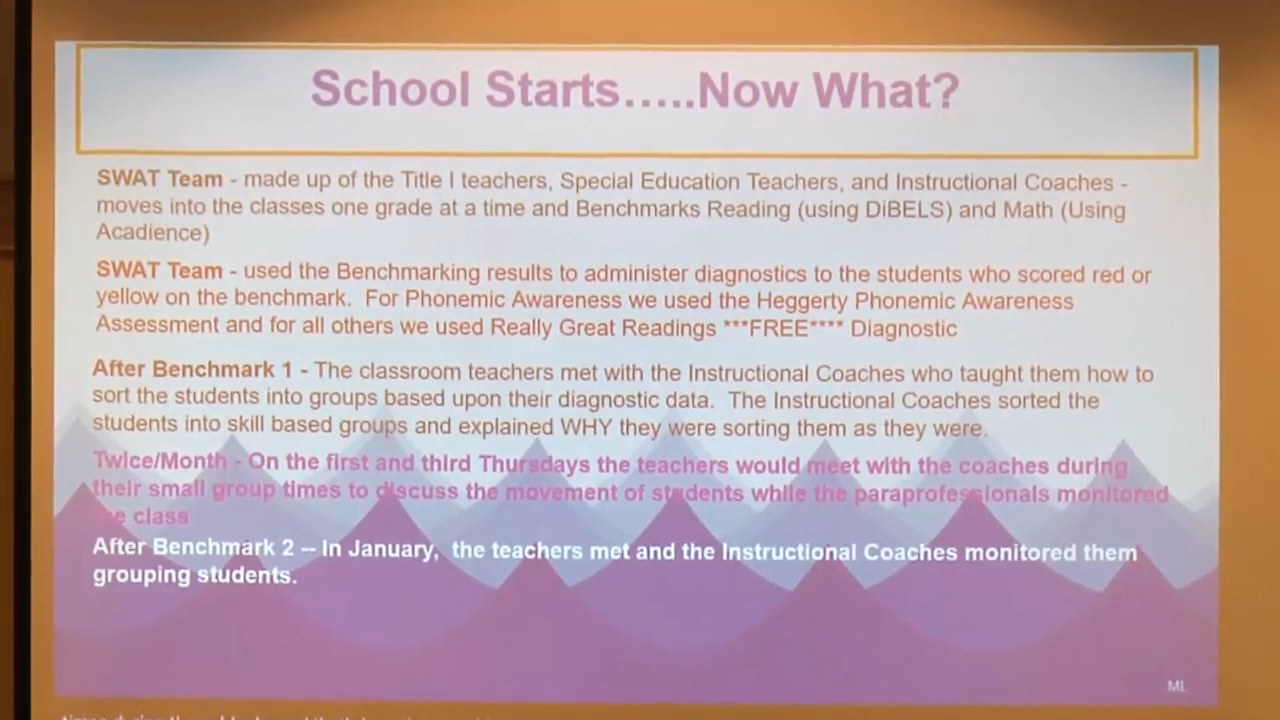 School Starts.....Now What?
SWAT Team - made up of the Title I teachers, Special Education Teachers, and Instructional Coaches -
moves into the classes one grade at a time and Benchmarks Reading (using DiBELS) and Math (Using
Acadience)
SWAT Team - used the Benchmarking results to administer diagnostics to the students who scored red or
yellow on the benchmark. For Phonemic Awareness we used the Heggerty Phonemic Awareness
Assessment and for all others we used Really Great Readings ***FREE**** Diagnostic
After Benchmark 1 - The classroom teachers met with the Instructional Coaches who taught them how to
sort the students into groups based upon their diagnostic data. The Instructional Coaches sorted the
students into skill based groups and explained WHY they were sorting them as they were.
Twice/Month - On the first and third Thursdays the teachers would meet with the coaches during
their small group times to discuss the movement of students while the paraprofessionals monitored
the class
After Benchmark 2 -- In January, the teachers met and the Instructional Coaches monitored them
grouping students.
ML